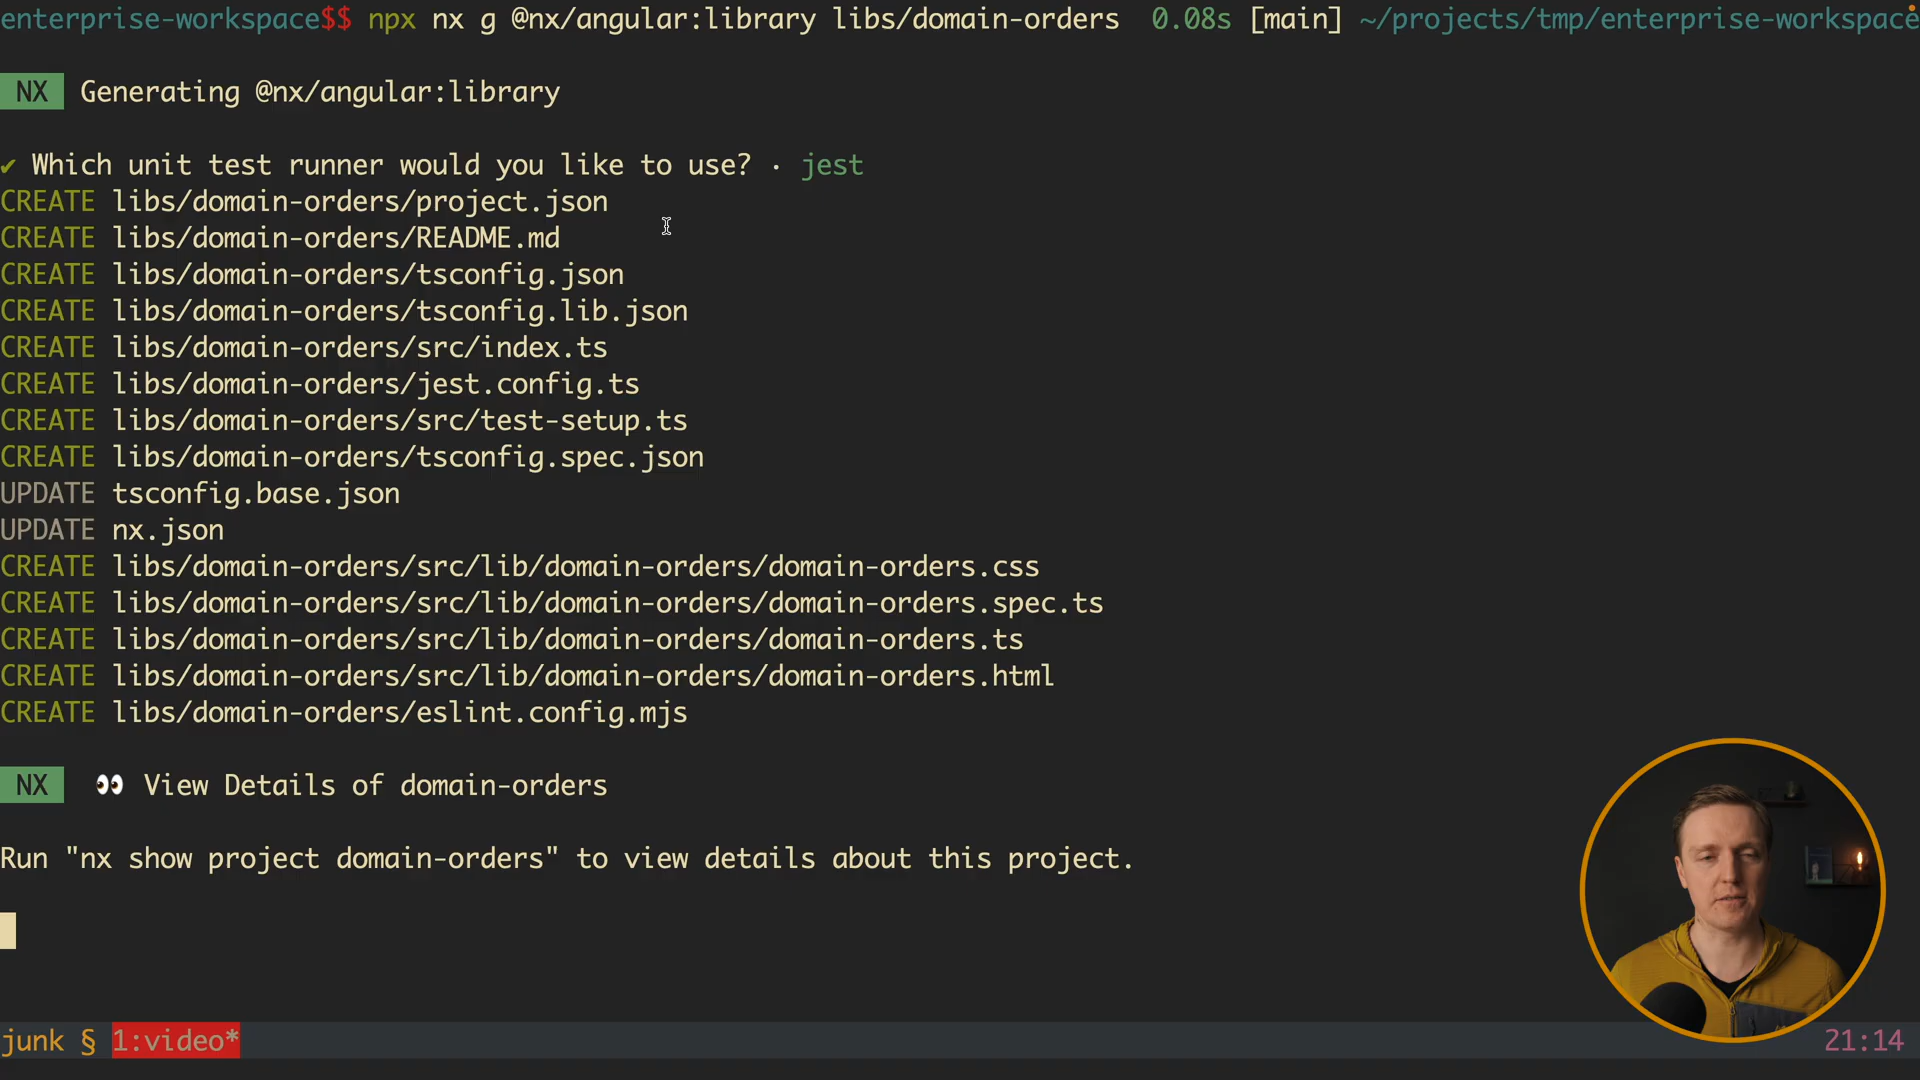 enterprise-workspace$$ npx nx g @nx/angular:library libs/domain-orders 0.08s [main] ~/projects/tmp/enterprise-workspace
NX Generating @nx/angular:library
✔ Which unit test runner would you like to use? · jest
CREATE libs/domain-orders/project.json
CREATE libs/domain-orders/README.md
CREATE libs/domain-orders/tsconfig.json
CREATE libs/domain-orders/tsconfig.lib.json
CREATE libs/domain-orders/src/index.ts
CREATE libs/domain-orders/jest.config.ts
CREATE libs/domain-orders/src/test-setup.ts
CREATE libs/domain-orders/tsconfig.spec.json
UPDATE tsconfig.base.json
UPDATE nx.json
CREATE libs/domain-orders/src/lib/domain-orders/domain-orders.css
CREATE libs/domain-orders/src/lib/domain-orders/domain-orders.spec.ts
CREATE libs/domain-orders/src/lib/domain-orders/domain-orders.ts
CREATE libs/domain-orders/src/lib/domain-orders/domain-orders.html
CREATE libs/domain-orders/eslint.config.mjs
NX 👀 View Details of domain-orders
Run "nx show project domain-orders" to view details about this project.
junk § 1:video* 21:14